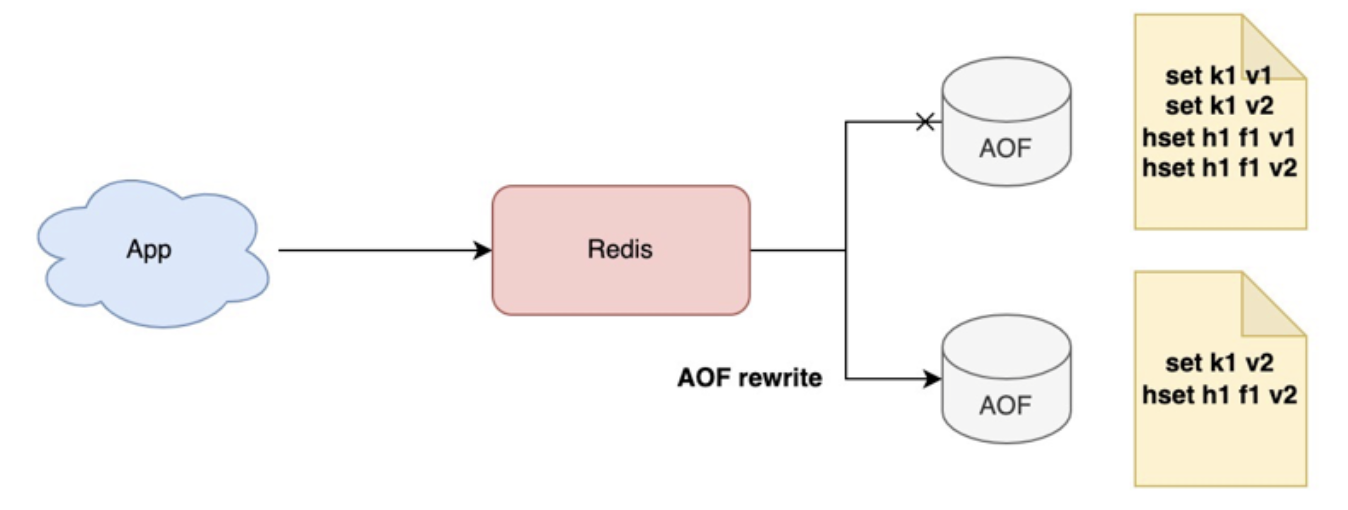 App
Redis
AOF rewrite
AOF
set k1 v1
set k1 v2
hset h1 f1 v1
hset h1 f1 v2
AOF
set k1 v2
hset h1 f1 v2